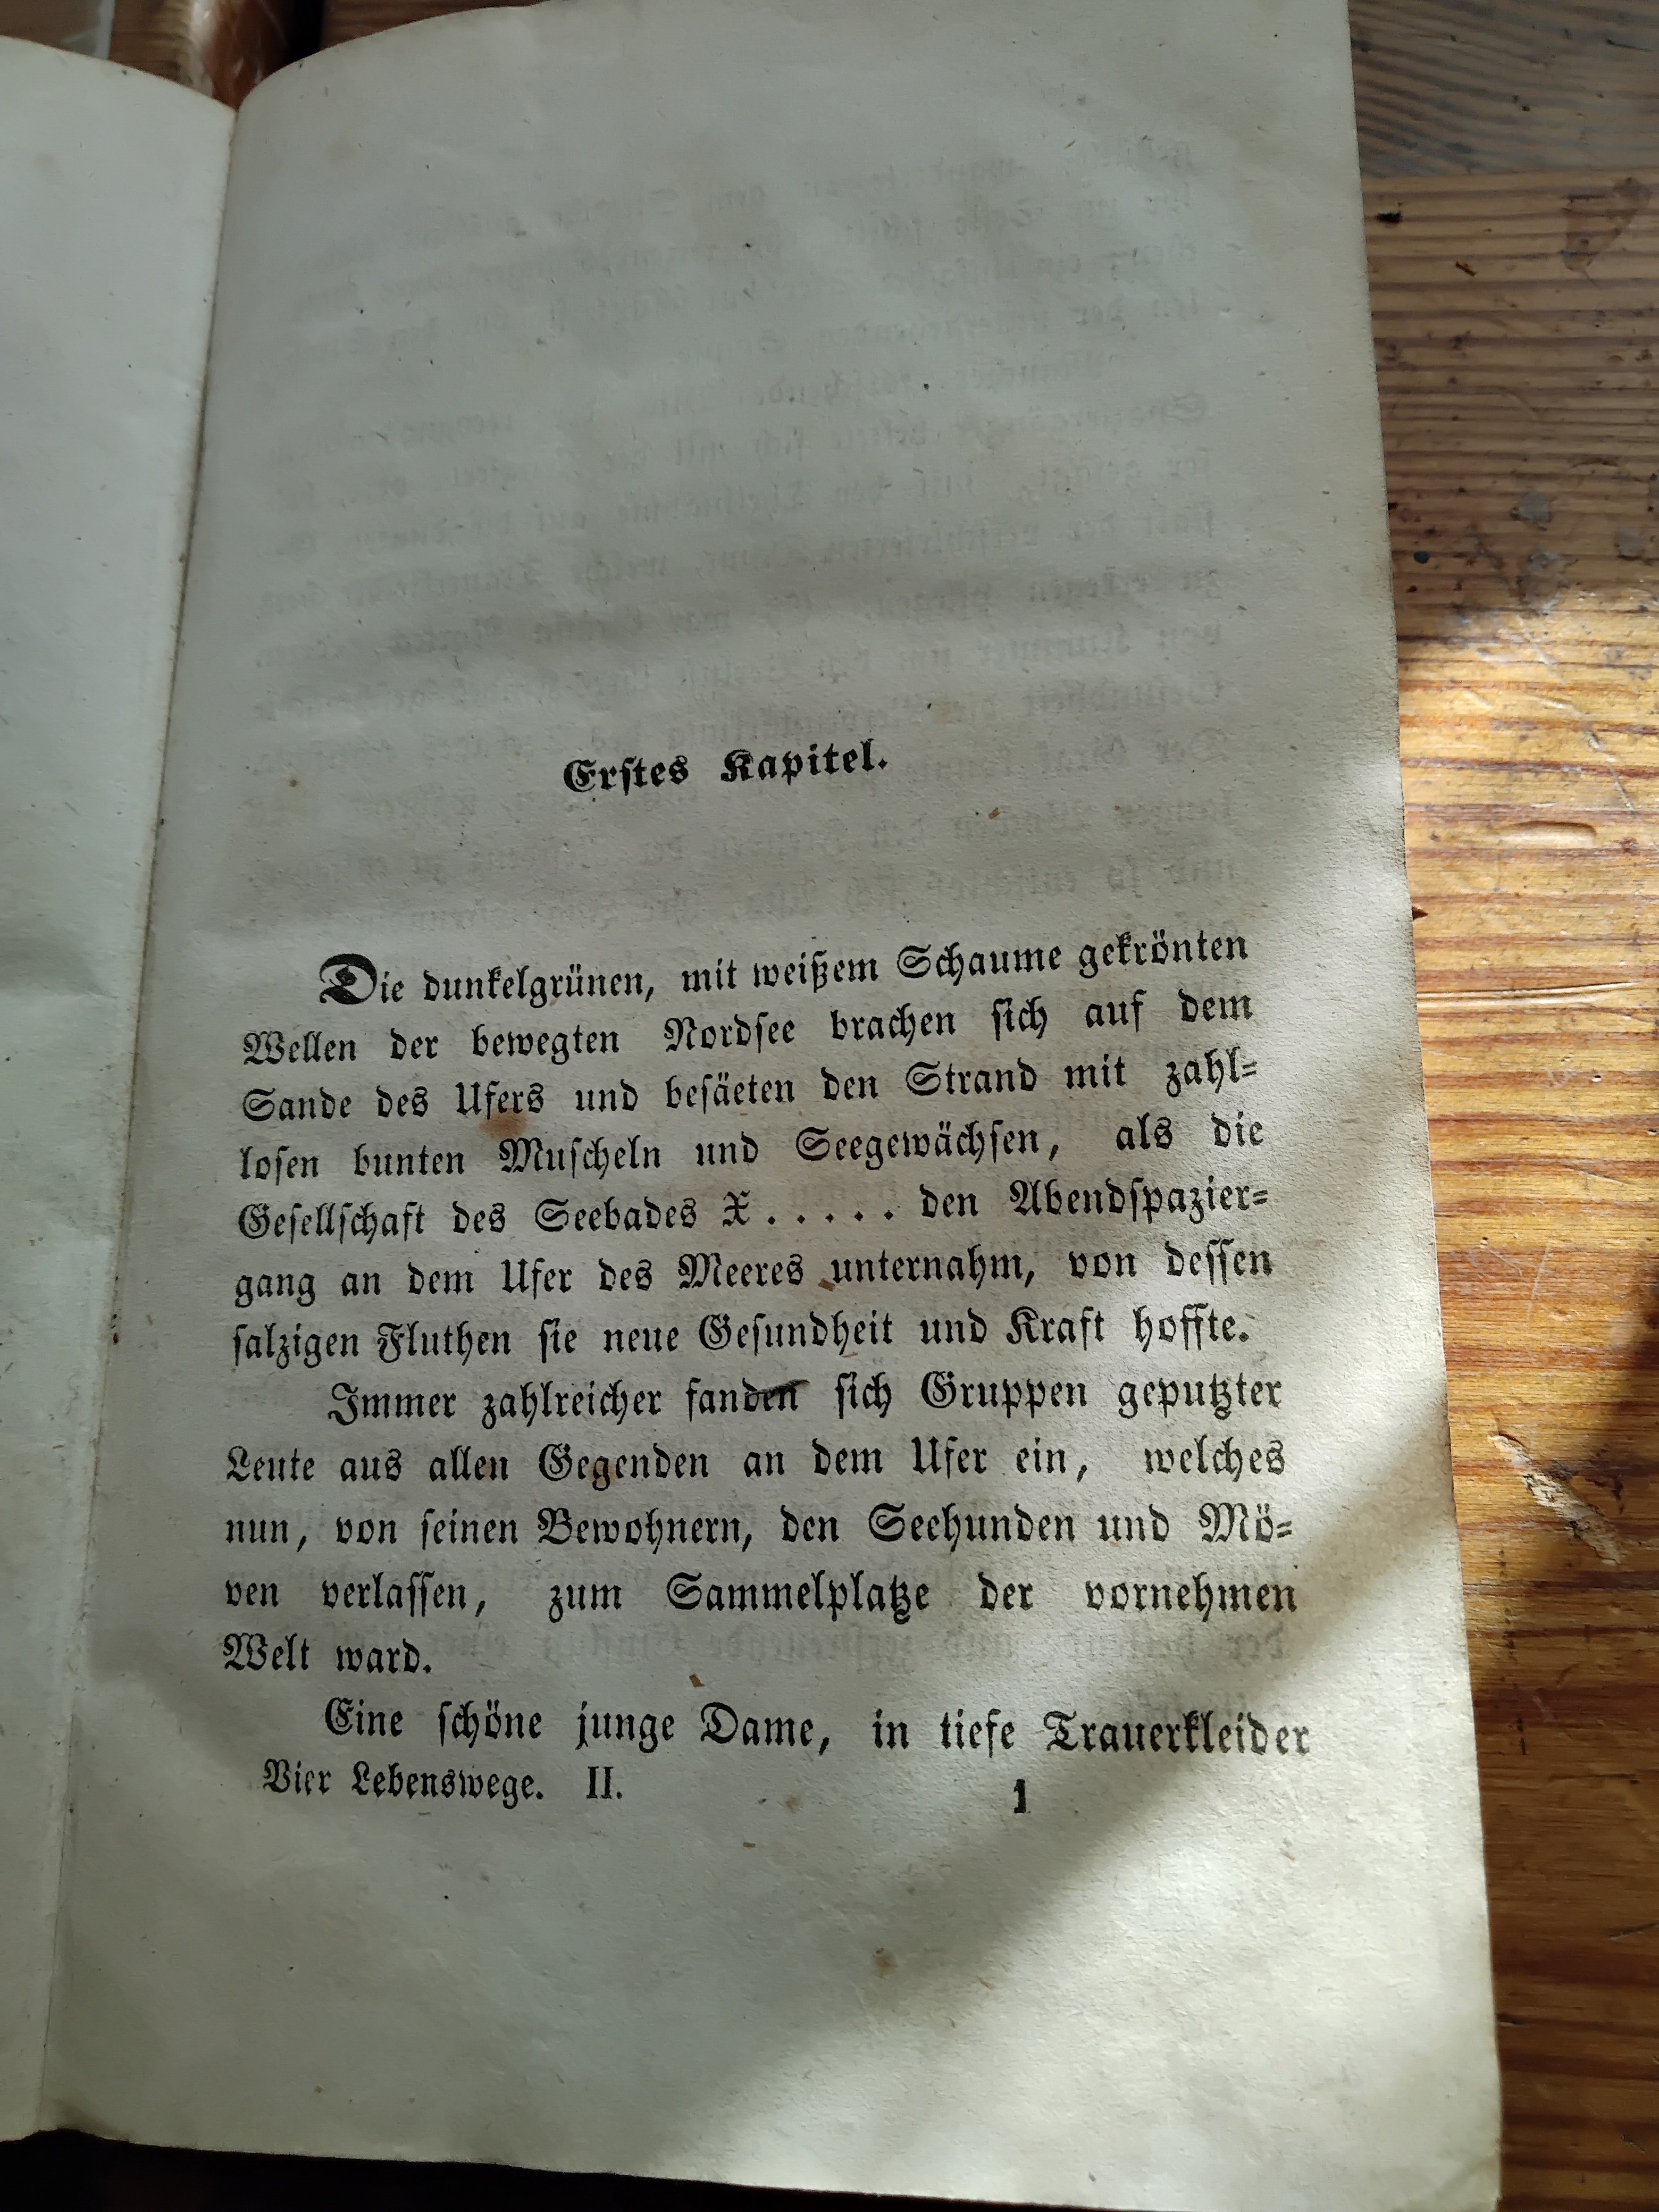 Erstes Kapitel.
Die dunkelgrünen, mit weißem Schaume gekrönten
Wellen der bewegten Nordsee brachen sich auf dem
Sande des Ufers und besäeten den Strand mit zahl=
losen bunten Muscheln und Seegewächsen, als die
Gesellschaft des Seebades X . . . . . den Abendspazier=
gang an dem Ufer des Meeres unternahm, von dessen
salzigen Fluthen sie neue Gesundheit und Kraft hoffte.
Immer zahlreicher fanden sich Gruppen geputzter
Leute aus allen Gegenden an dem Ufer ein, welches
nun, von seinen Bewohnern, den Seehunden und Mö=
ven verlassen, zum Sammelplatze der vornehmen
Welt ward.
Eine schöne junge Dame, in tiefe Trauerkleider
Vier Lebenswege. II. 1